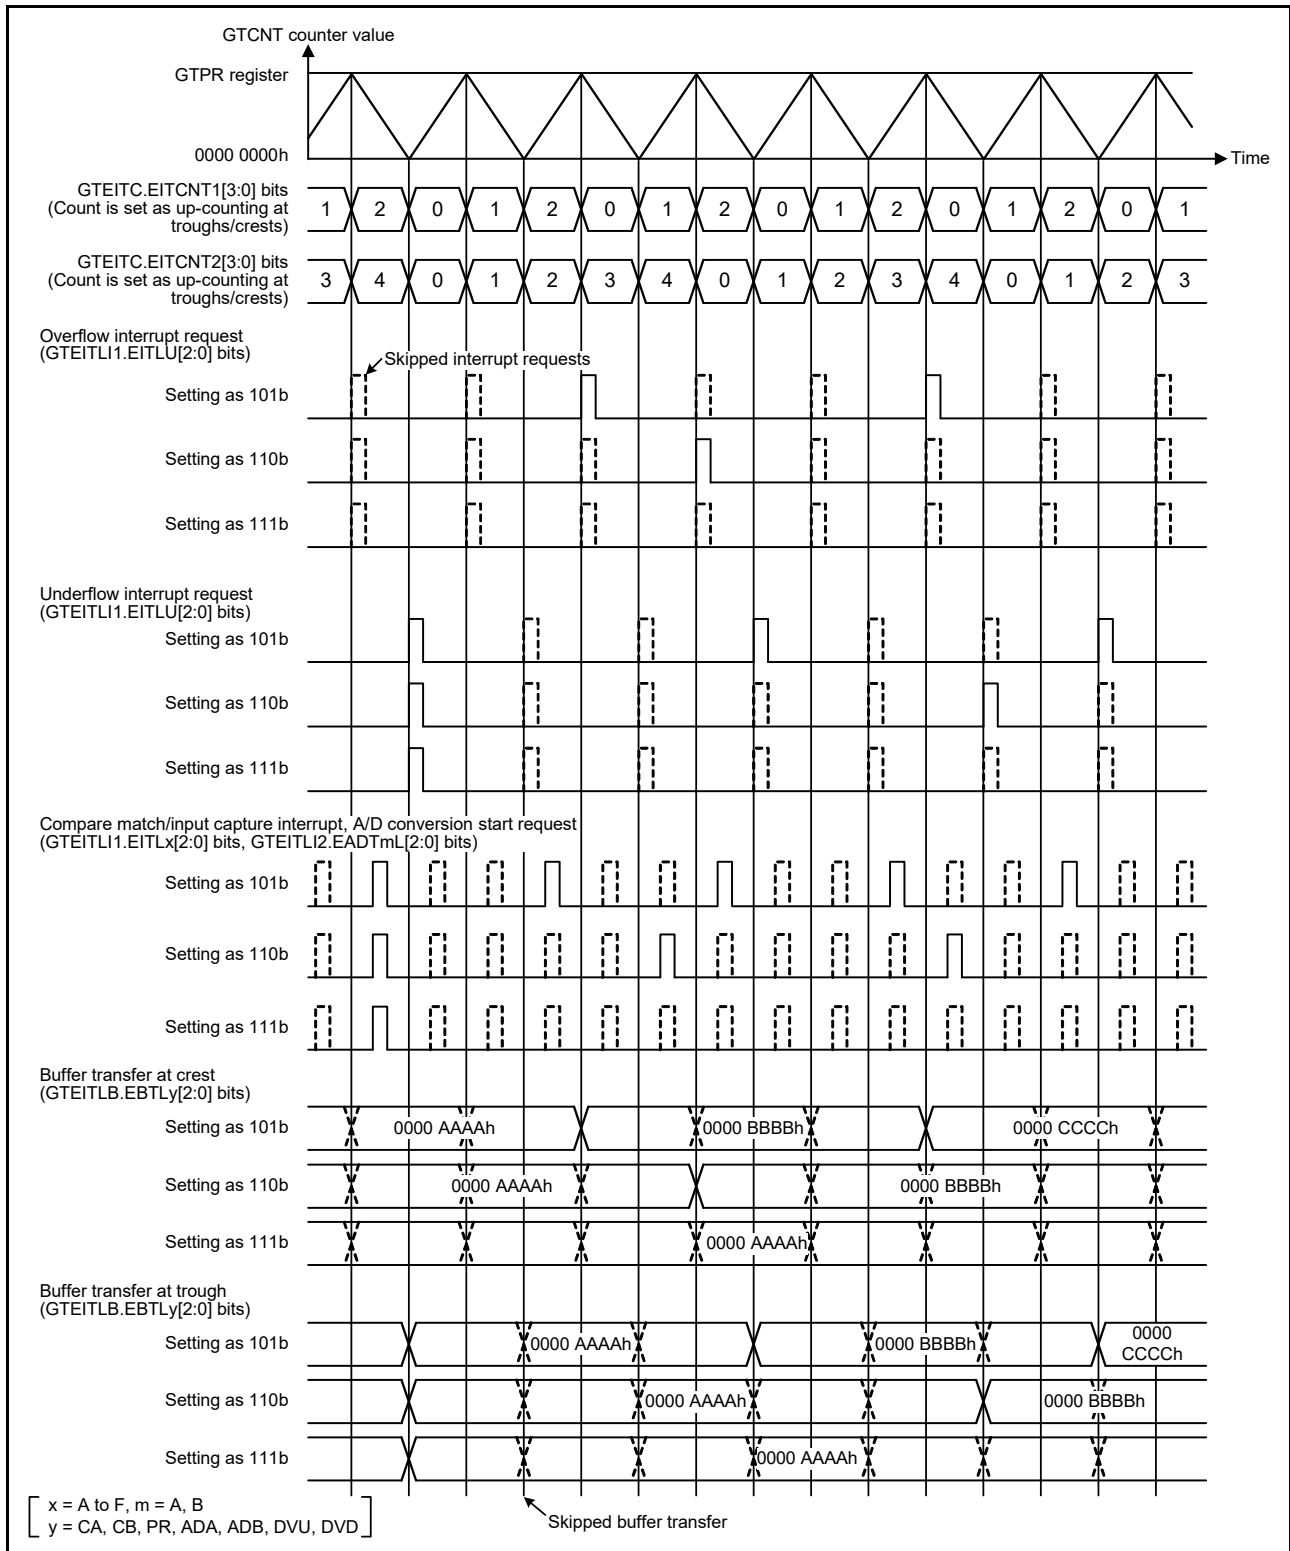 GTCNT counter value
GTPR register
0000 0000h
Time
GTEITC.EITCNT1[3:0] bits
(Count is set as up-counting at
troughs/crests)
1 2 0 1 2 0 1 2 0 1 2 0 1 2 0 1
GTEITC.EITCNT2[3:0] bits
(Count is set as up-counting at
troughs/crests)
3 4 0 1 2 3 4 0 1 2 3 4 0 1 2 3
Overflow interrupt request
(GTEITLI1.EITLU[2:0] bits)
Skipped interrupt requests
Setting as 101b
Setting as 110b
Setting as 111b
Underflow interrupt request
(GTEITLI1.EITLU[2:0] bits)
Setting as 101b
Setting as 110b
Setting as 111b
Compare match/input capture interrupt, A/D conversion start request
(GTEITLI1.EITLx[2:0] bits, GTEITLI2.EADTmL[2:0] bits)
Setting as 101b
Setting as 110b
Setting as 111b
Buffer transfer at crest
(GTEITLB.EBTLy[2:0] bits)
Setting as 101b 0000 AAAAh 0000 BBBBh 0000 CCCCh
Setting as 110b 0000 AAAAh 0000 BBBBh
Setting as 111b 0000 AAAAh
Buffer transfer at trough
(GTEITLB.EBTLy[2:0] bits)
Setting as 101b 0000 AAAAh 0000 BBBBh 0000
CCCCh
Setting as 110b 0000 AAAAh 0000 BBBBh
Setting as 111b 0000 AAAAh
x = A to F, m = A, B
y = CA, CB, PR, ADA, ADB, DVU, DVD
Skipped buffer transfer